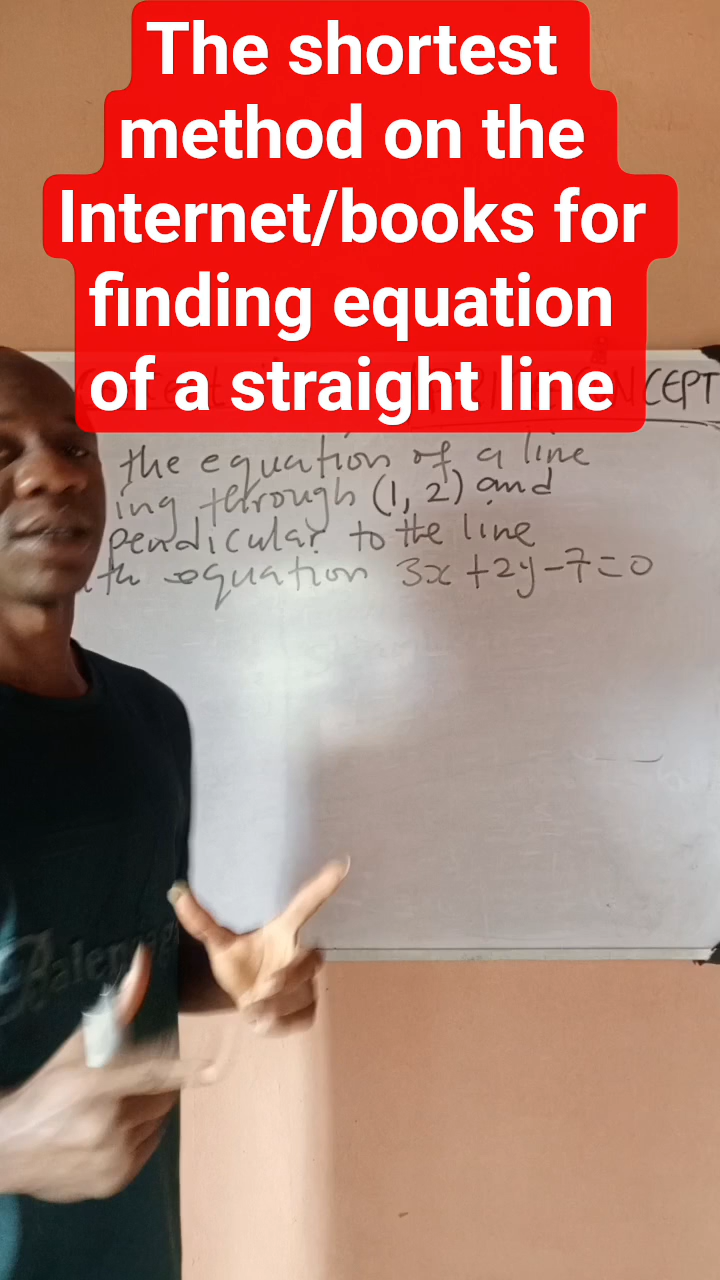 The shortest
method on the
Internet/books for
finding equation
of a straight line
CEPT
the equation of a line
ing through (1, 2) and
pendicular to the line
th equation 3x+2y-7=0